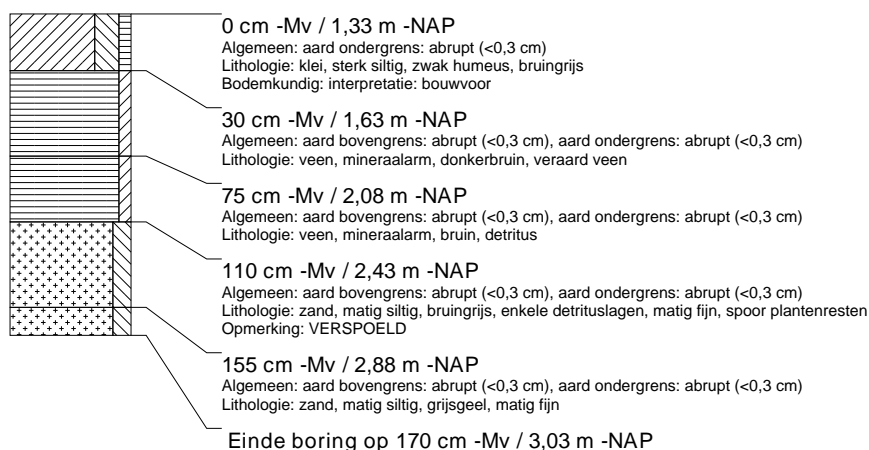 0 cm -Mv / 1,33 m -NAP
Algemeen: aard ondergrens: abrupt (<0,3 cm)
Lithologie: klei, sterk siltig, zwak humeus, bruingrijs
Bodemkundig: interpretatie: bouwvoor
30 cm -Mv / 1,63 m -NAP
Algemeen: aard bovengrens: abrupt (<0,3 cm), aard ondergrens: abrupt (<0,3 cm)
Lithologie: veen, mineraalarm, donkerbruin, veraard veen
75 cm -Mv / 2,08 m -NAP
Algemeen: aard bovengrens: abrupt (<0,3 cm), aard ondergrens: abrupt (<0,3 cm)
Lithologie: veen, mineraalarm, bruin, detritus
110 cm -Mv / 2,43 m -NAP
Algemeen: aard bovengrens: abrupt (<0,3 cm), aard ondergrens: abrupt (<0,3 cm)
Lithologie: zand, matig siltig, bruingrijs, enkele detrituslagen, matig fijn, spoor plantenresten
Opmerking: VERSPOELD
155 cm -Mv / 2,88 m -NAP
Algemeen: aard bovengrens: abrupt (<0,3 cm), aard ondergrens: abrupt (<0,3 cm)
Lithologie: zand, matig siltig, grijsgeel, matig fijn
Einde boring op 170 cm -Mv / 3,03 m -NAP